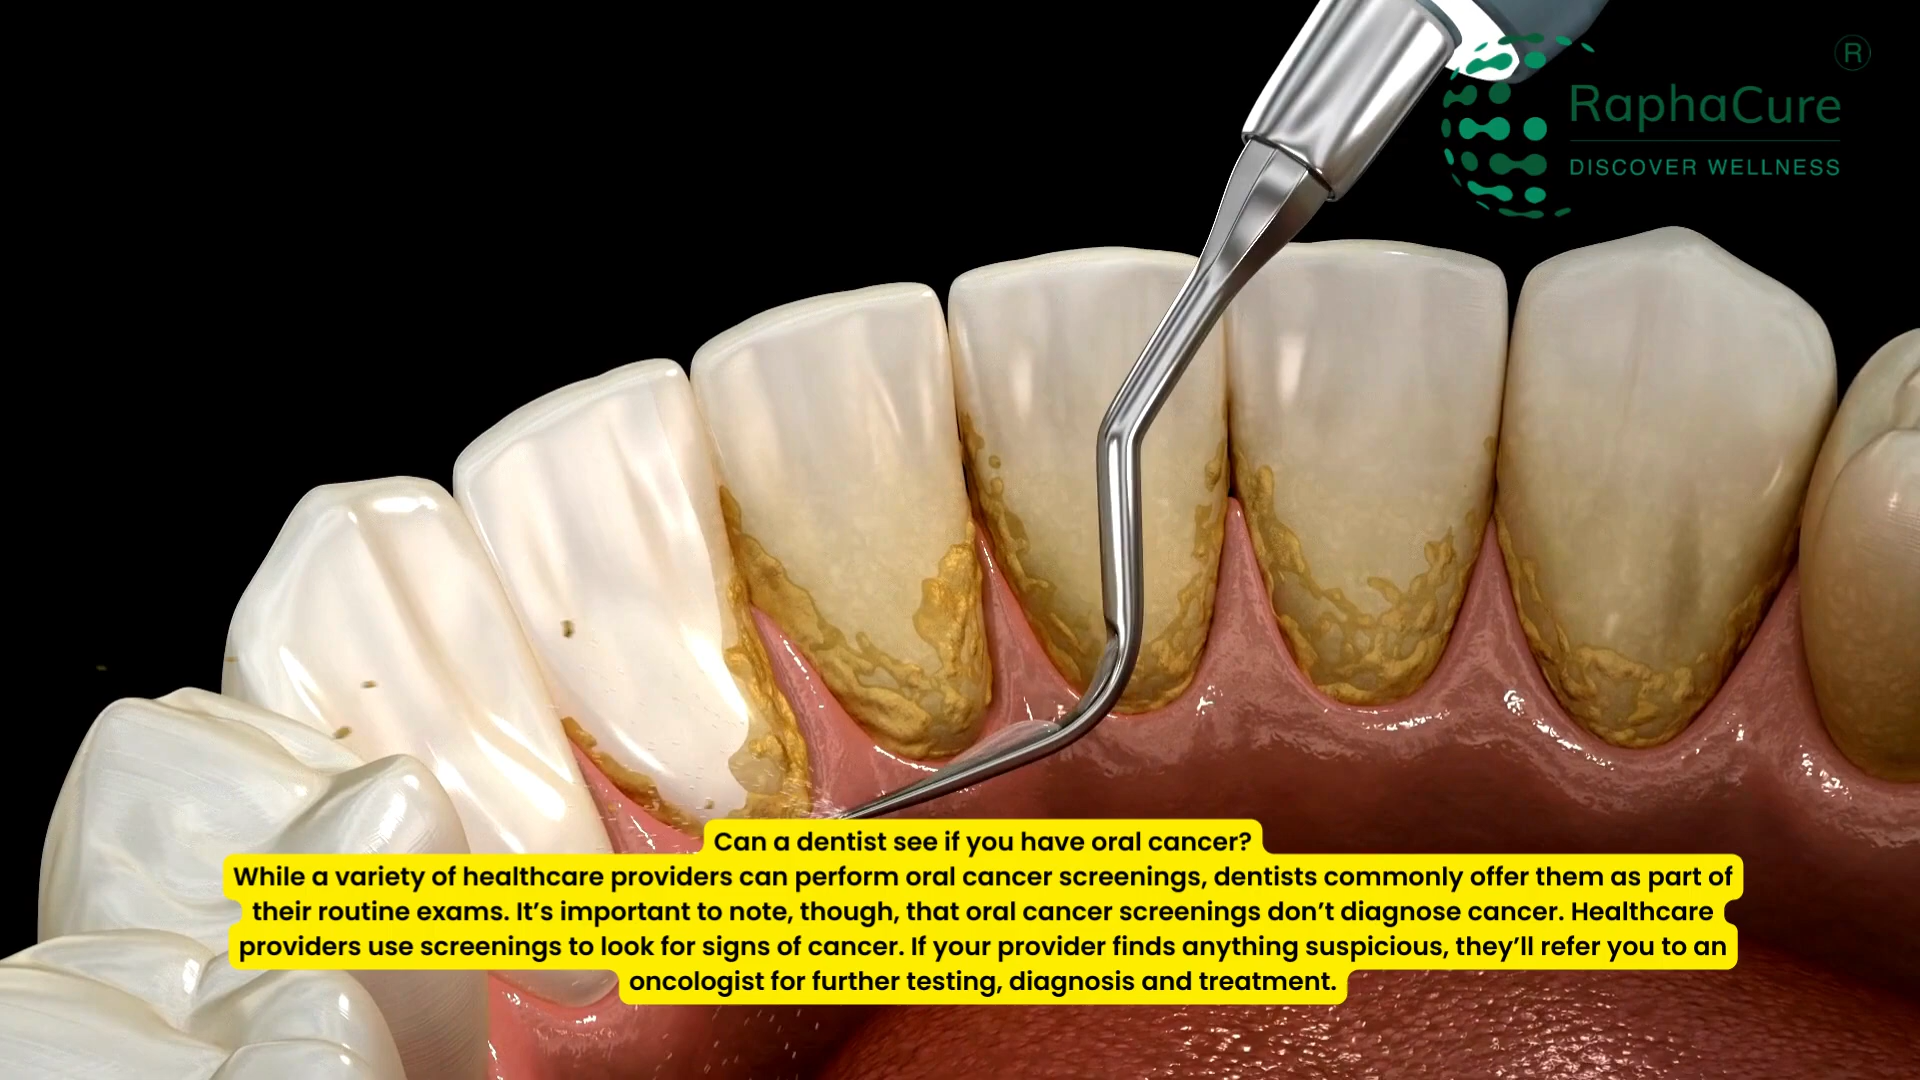 RaphaCure
®
DISCOVER WELLNESS
Can a dentist see if you have oral cancer?
While a variety of healthcare providers can perform oral cancer screenings, dentists commonly offer them as part of
their routine exams. It’s important to note, though, that oral cancer screenings don’t diagnose cancer. Healthcare
providers use screenings to look for signs of cancer. If your provider finds anything suspicious, they’ll refer you to an
oncologist for further testing, diagnosis and treatment.